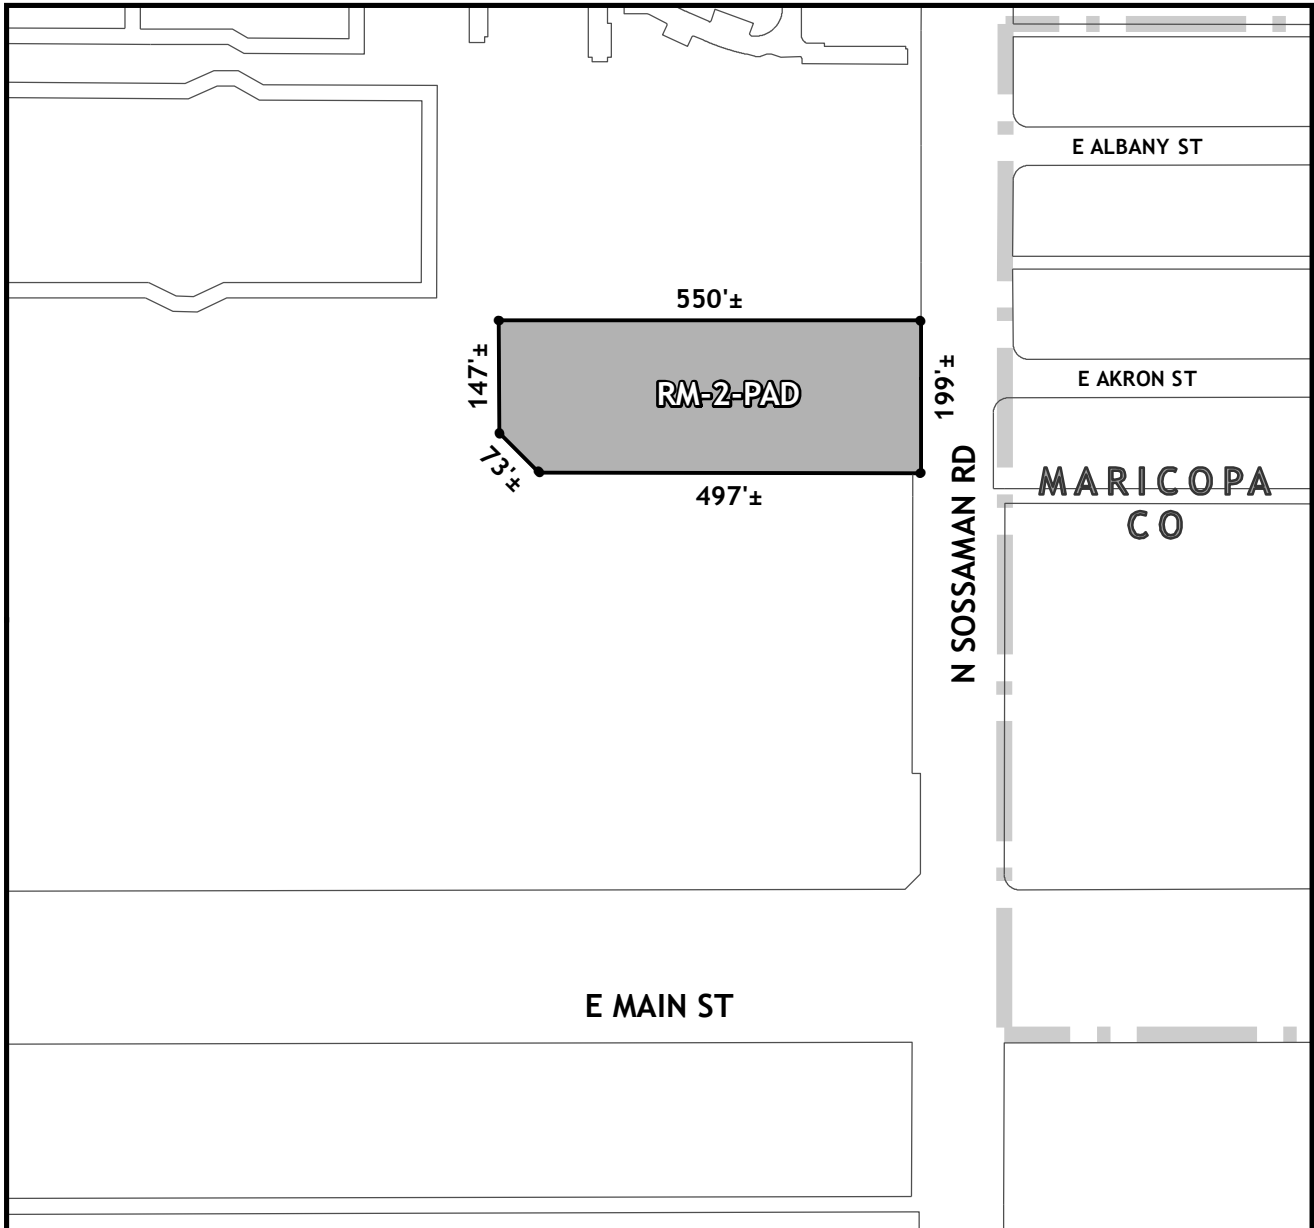 E ALBANY ST
550'±
147'±
RM-2-PAD
199'±
E AKRON ST
73'±
497'±
N SOSSAMAN RD
MARICOPA
CO
E MAIN ST